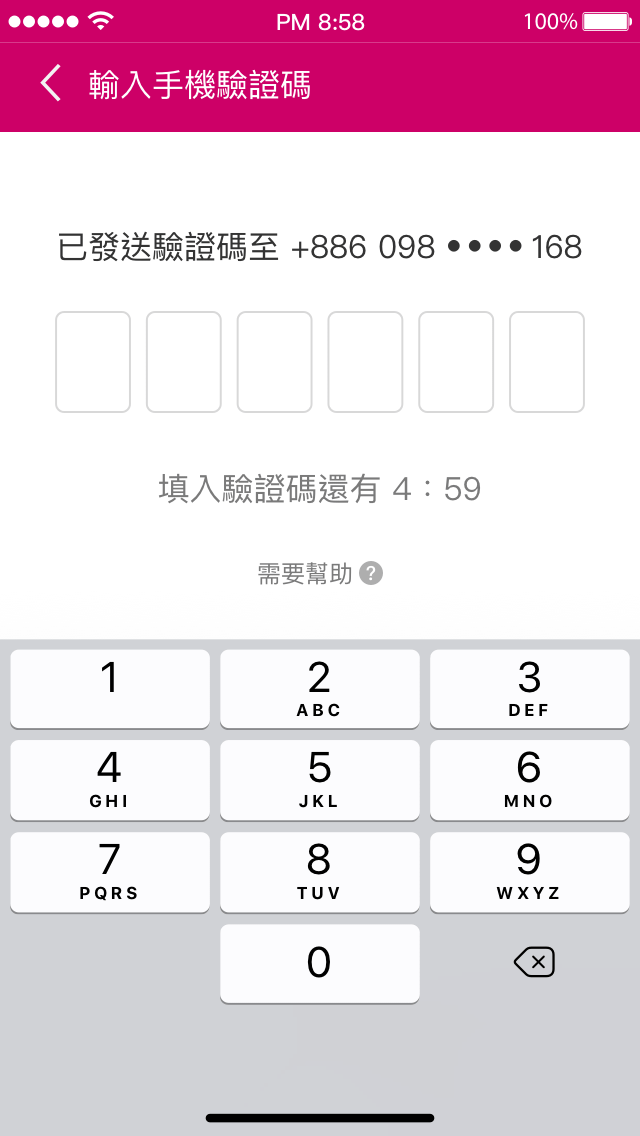 PM 8:58 100%
輸入手機驗證碼
已發送驗證碼至 +886 098 •••• 168
填入驗證碼還有 4：59
需要幫助 ?
1 2 3
ABC DEF
4 5 6
GHI JKL MNO
7 8 9
PQRS TUV WXYZ
0